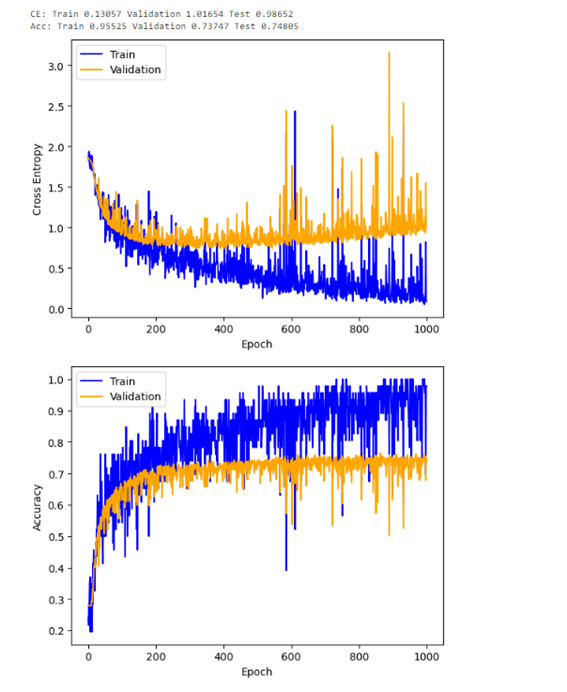 CE: Train 0.13057 Validation 1.01654 Test 0.98652
Acc: Train 0.95525 Validation 0.73747 Test 0.74805
Train
Validation
3.0
2.5
2.0
1.5
1.0
0.5
0.0
Cross Entropy
0 200 400 600 800 1000
Epoch
Train
Validation
1.0
0.9
0.8
0.7
0.6
0.5
0.4
0.3
0.2
Accuracy
0 200 400 600 800 1000
Epoch